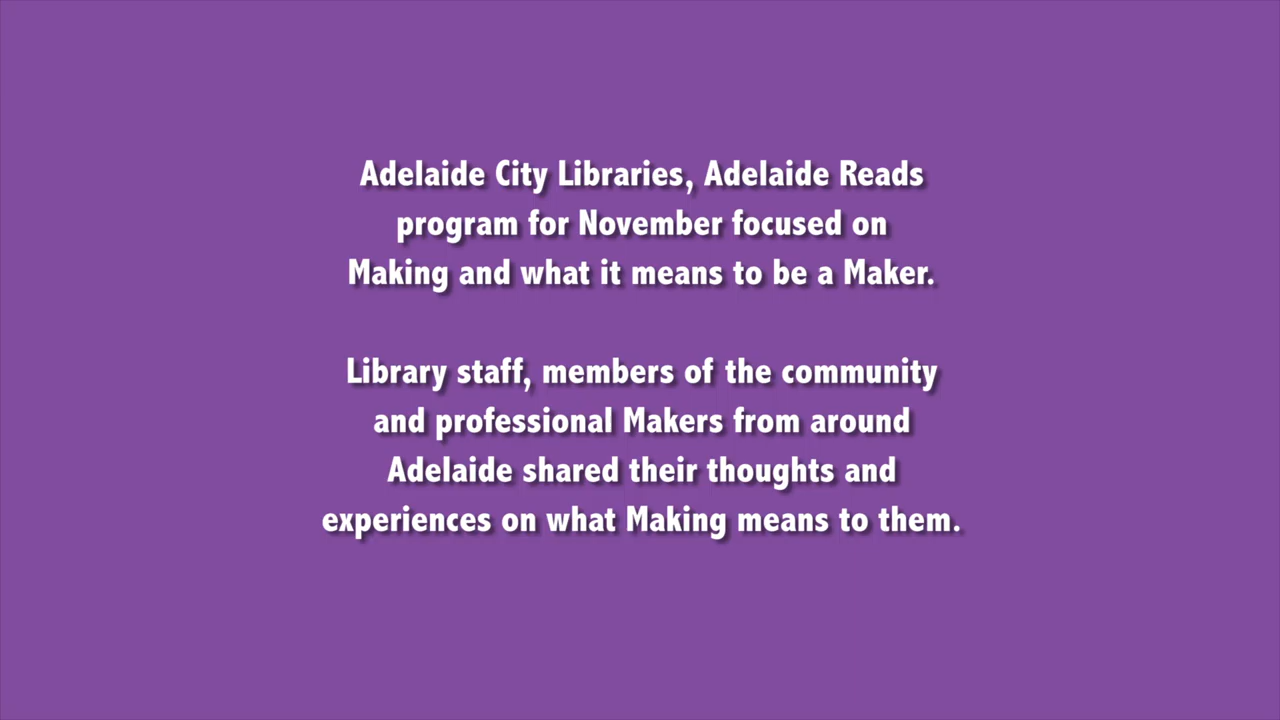 Adelaide City Libraries, Adelaide Reads
program for November focused on
Making and what it means to be a Maker.
Library staff, members of the community
and professional Makers from around
Adelaide shared their thoughts and
experiences on what Making means to them.